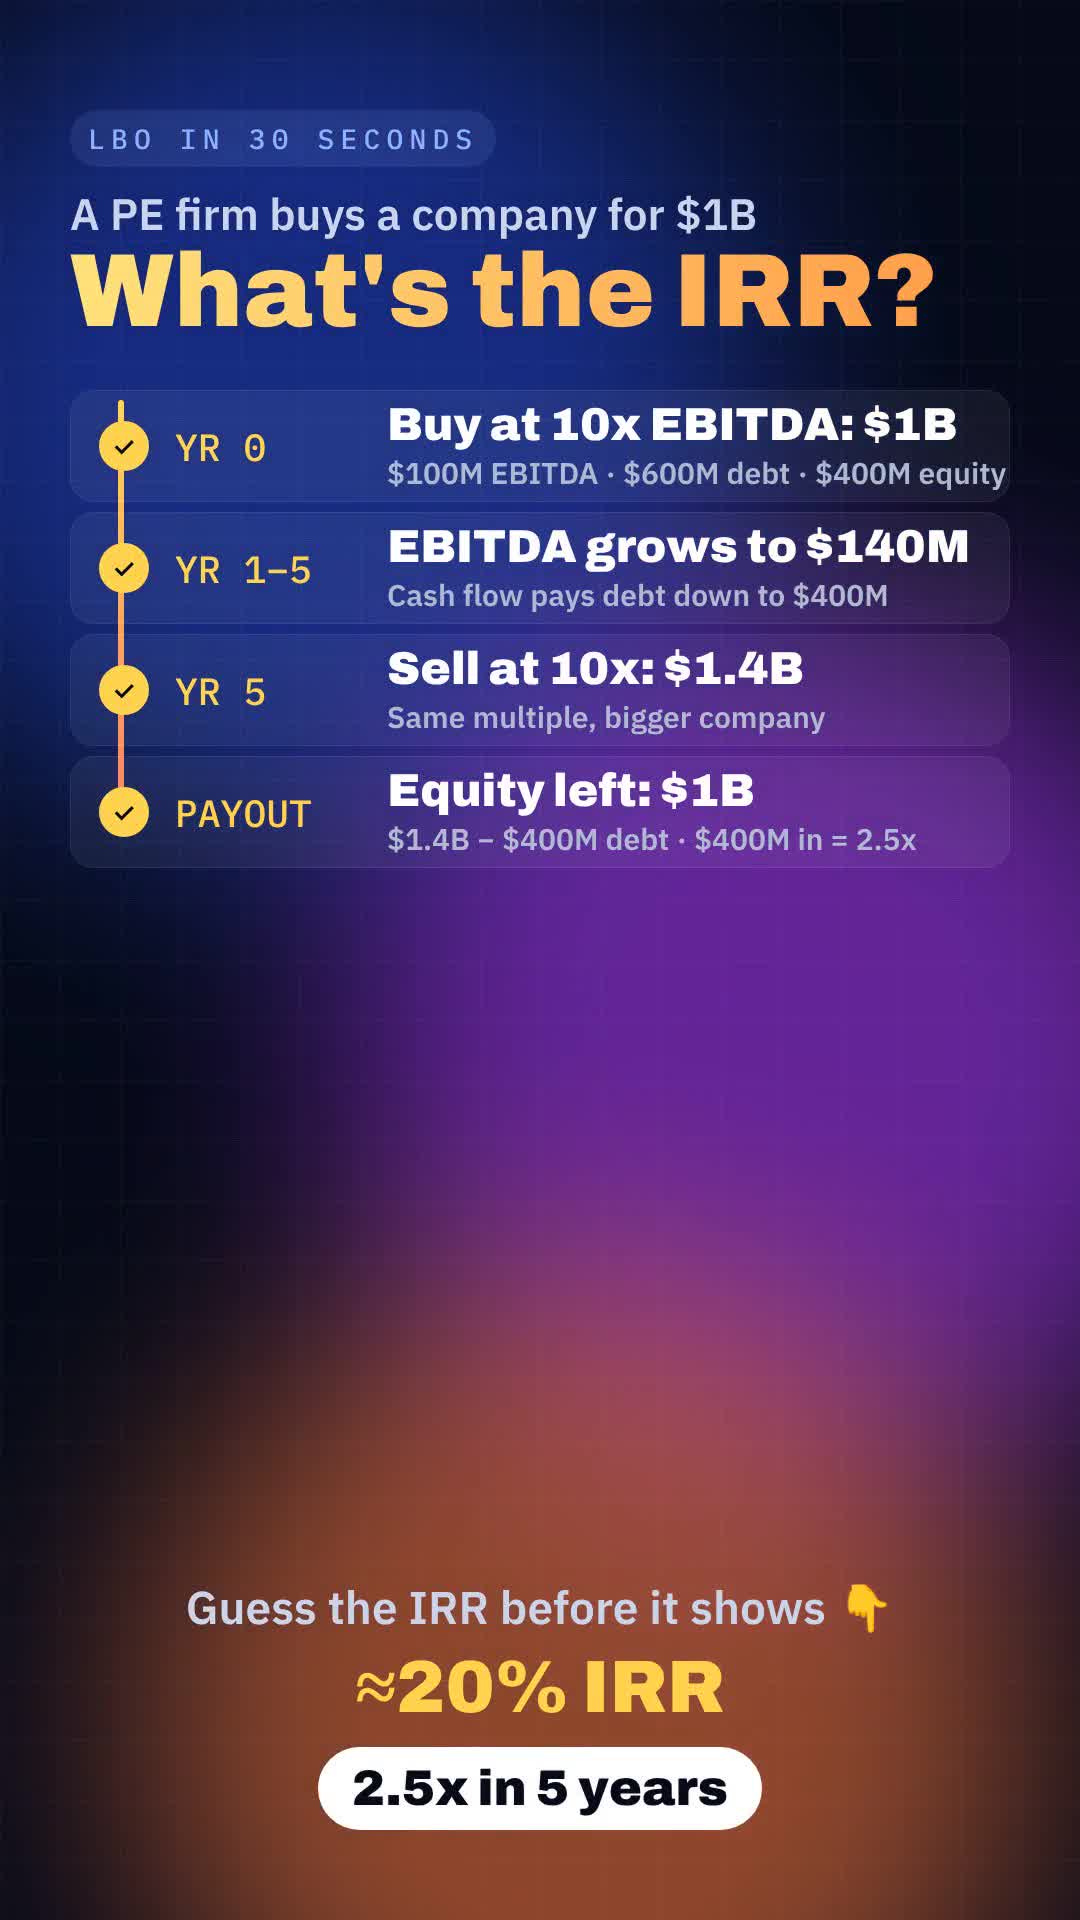 LBO IN 30 SECONDS
A PE firm buys a company for $1B
What's the IRR?
YR 0
Buy at 10x EBITDA: $1B
$100M EBITDA · $600M debt · $400M equity
YR 1–5
EBITDA grows to $140M
Cash flow pays debt down to $400M
YR 5
Sell at 10x: $1.4B
Same multiple, bigger company
PAYOUT
Equity left: $1B
$1.4B – $400M debt · $400M in = 2.5x
Guess the IRR before it shows 👇
≈20% IRR
2.5x in 5 years